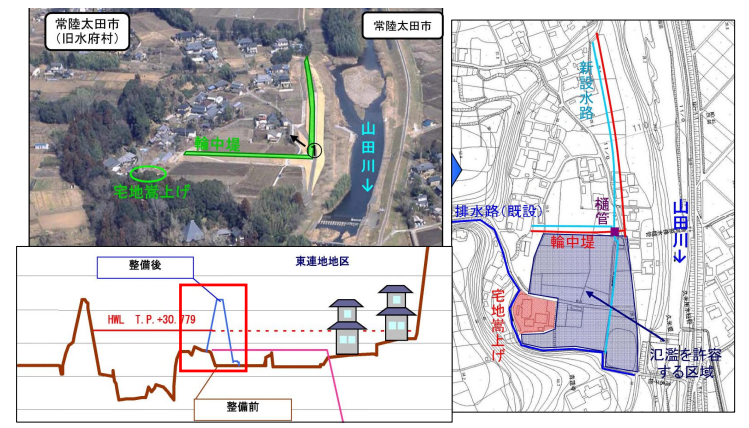 常陸太田市
（旧水府村）
常陸太田市
輪中堤
①
宅地嵩上げ
山田川↓
整備後
東連地地区
HWL T.P.+30.779
整備前
新設水路
樋管
排水路（既設）
輪中堤
宅地嵩上げ
山田川↓
氾濫を許容
する区域